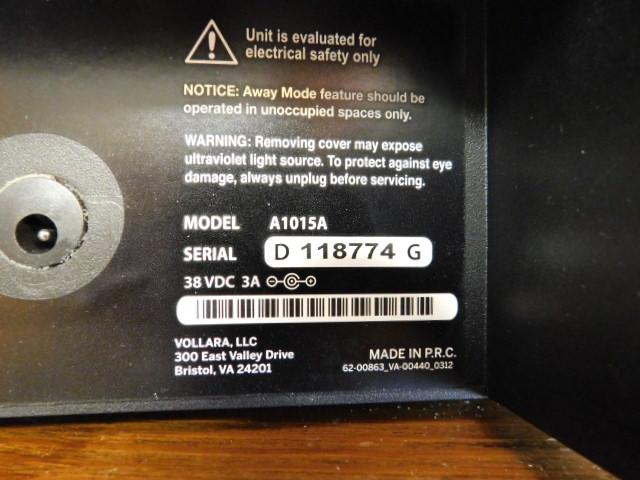 Unit is evaluated for
electrical safety only
NOTICE: Away Mode feature should be
operated in unoccupied spaces only.
WARNING: Removing cover may expose
ultraviolet light source. To protect against eye
damage, always unplug before servicing.
MODEL A1015A
SERIAL D 118774 G
38 VDC 3A
VOLLARA, LLC
300 East Valley Drive
Bristol, VA 24201
MADE IN P.R.C.
62-00863_VA-00440_0312